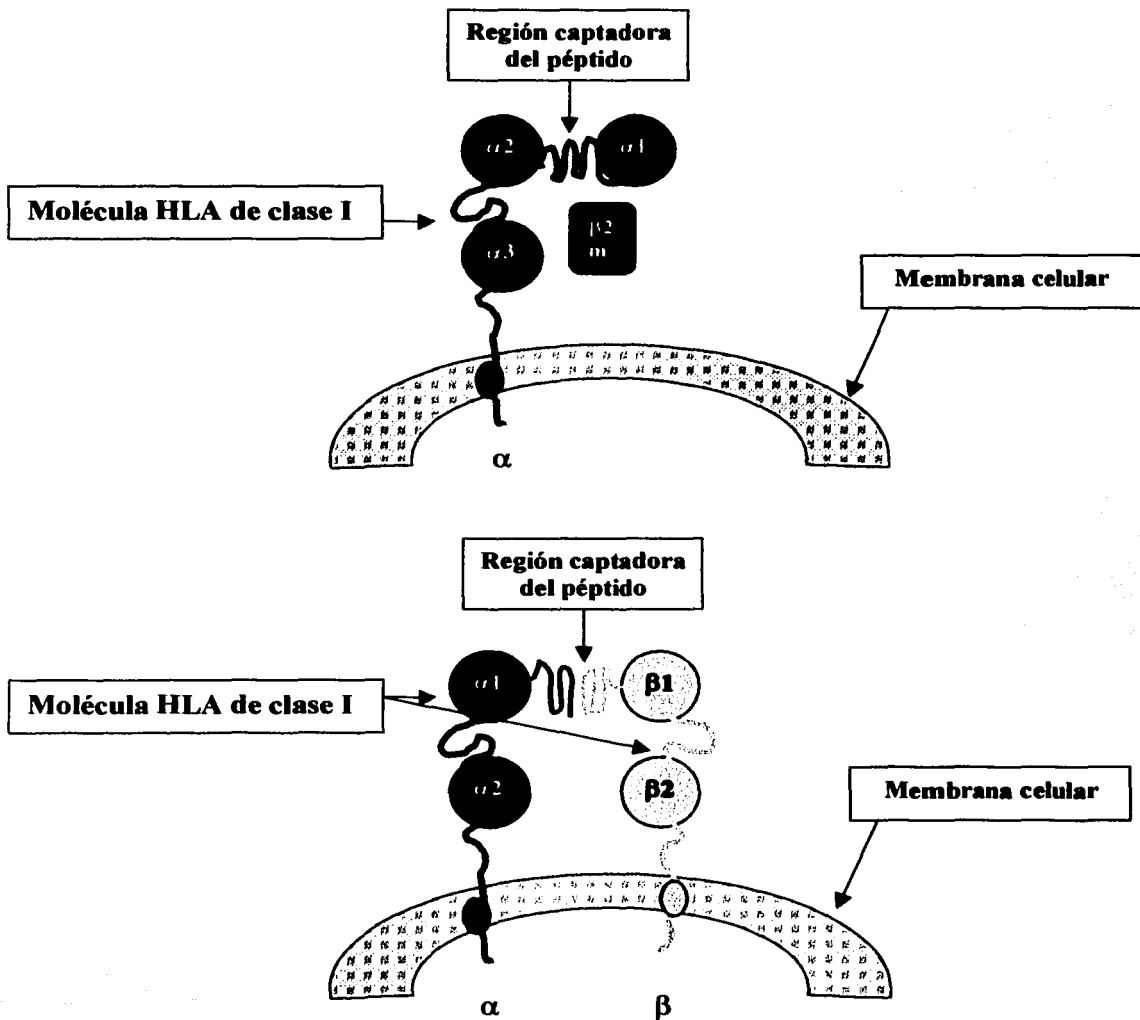 Región captadora
del péptido
α2
α1
Molécula HLA de clase I
α3
β2
m
Membrana celular
α
Región captadora
del péptido
α1
β1
Molécula HLA de clase I
α2
β2
Membrana celular
α
β